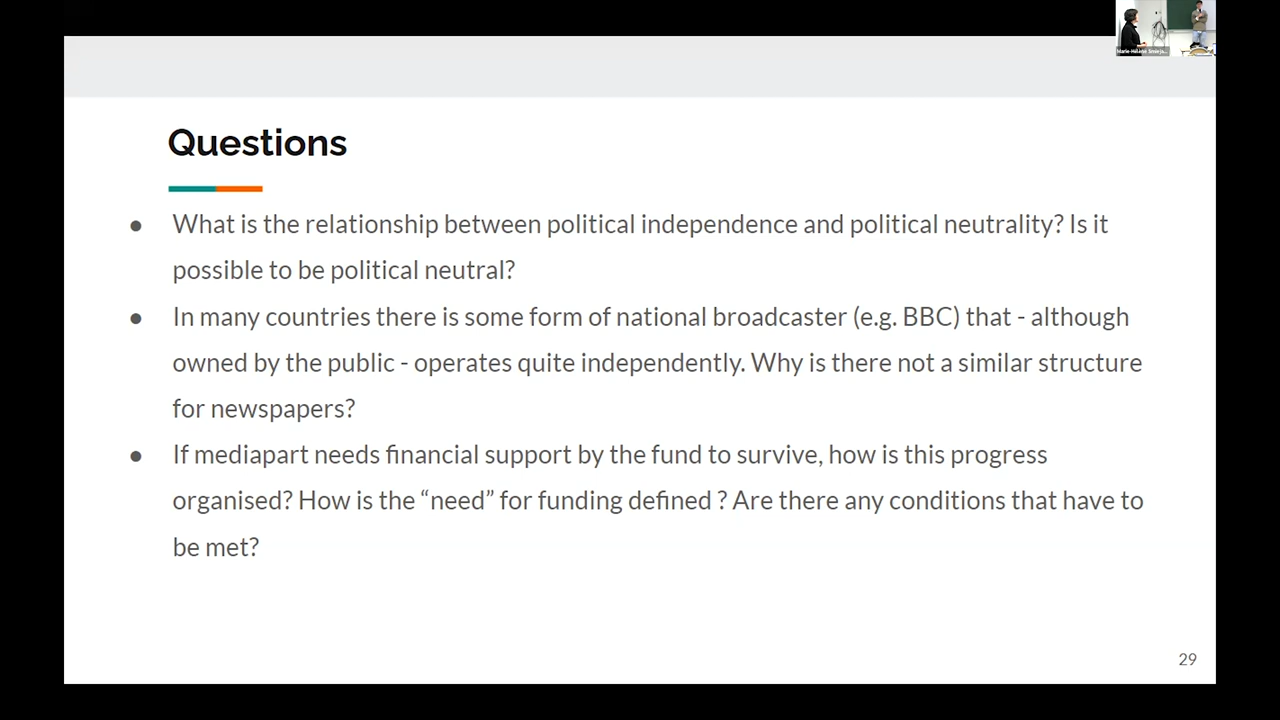 Marie-Hélène
Questions
● What is the relationship between political independence and political neutrality? Is it
possible to be political neutral?
● In many countries there is some form of national broadcaster (e.g. BBC) that - although
owned by the public - operates quite independently. Why is there not a similar structure
for newspapers?
● If mediapart needs financial support by the fund to survive, how is this progress
organised? How is the “need” for funding defined ? Are there any conditions that have to
be met?
29